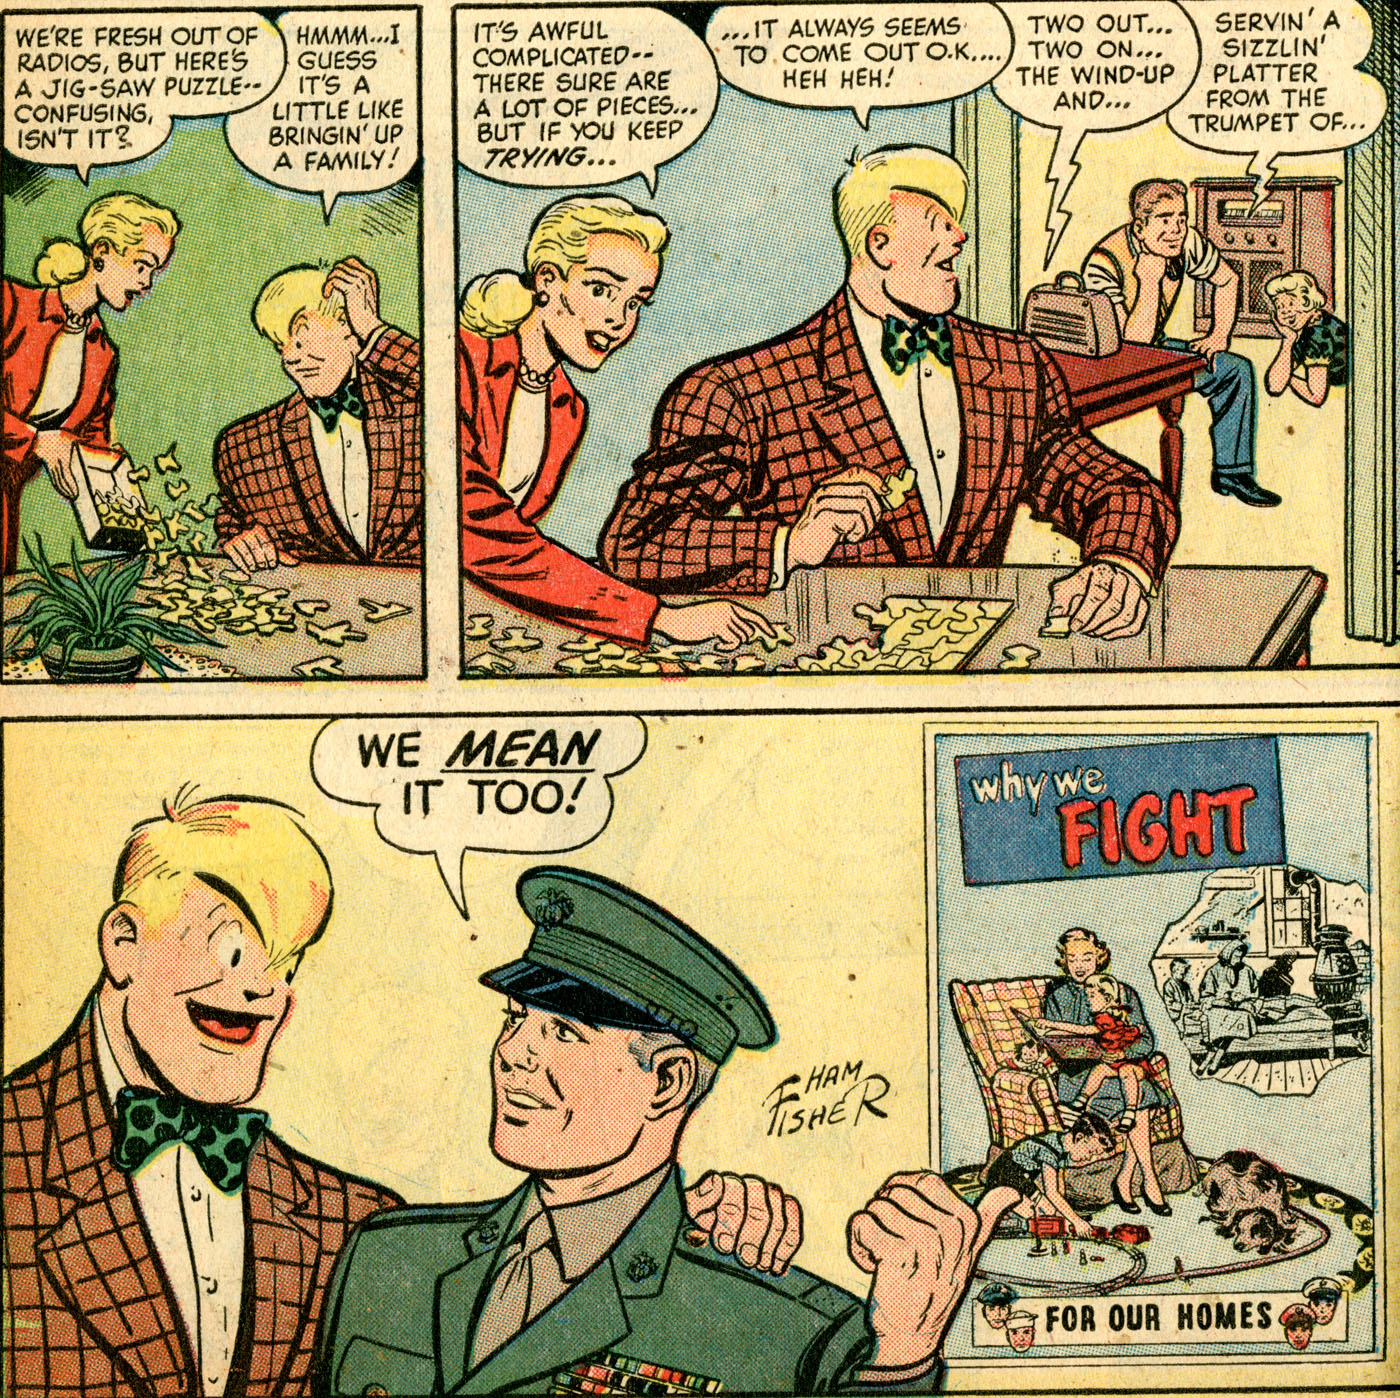 WE'RE FRESH OUT OF
RADIOS, BUT HERE'S
A JIG-SAW PUZZLE--
CONFUSING,
ISN'T IT?
HMMM...I
GUESS
IT'S A
LITTLE LIKE
BRINGIN' UP
A FAMILY!
IT'S AWFUL
COMPLICATED--
THERE SURE ARE
A LOT OF PIECES...
BUT IF YOU KEEP
TRYING...
...IT ALWAYS SEEMS
TO COME OUT O.K....
HEH HEH!
TWO OUT...
TWO ON...
THE WIND-UP
AND...
SERVIN' A
SIZZLIN'
PLATTER
FROM THE
TRUMPET OF...
WE MEAN
IT TOO!
HAM
FISHER
why we
FIGHT
FOR OUR HOMES